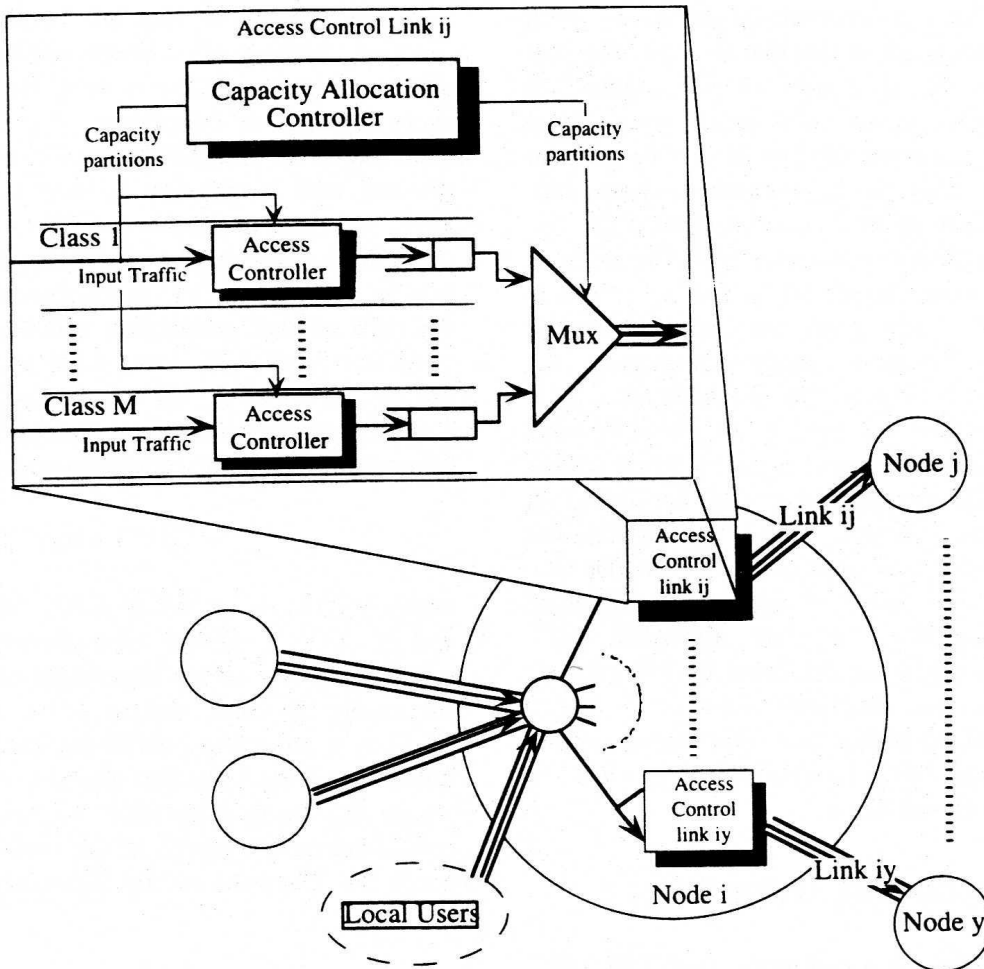 Access Control Link ij
Capacity Allocation
Controller
Capacity
partitions
Capacity
partitions
Class 1
Input Traffic
Access
Controller
Mux
Class M
Input Traffic
Access
Controller
Node j
Link ij
Access
Control
link ij
Access
Control
link iy
Link iy
Node i
Local Users
Node y